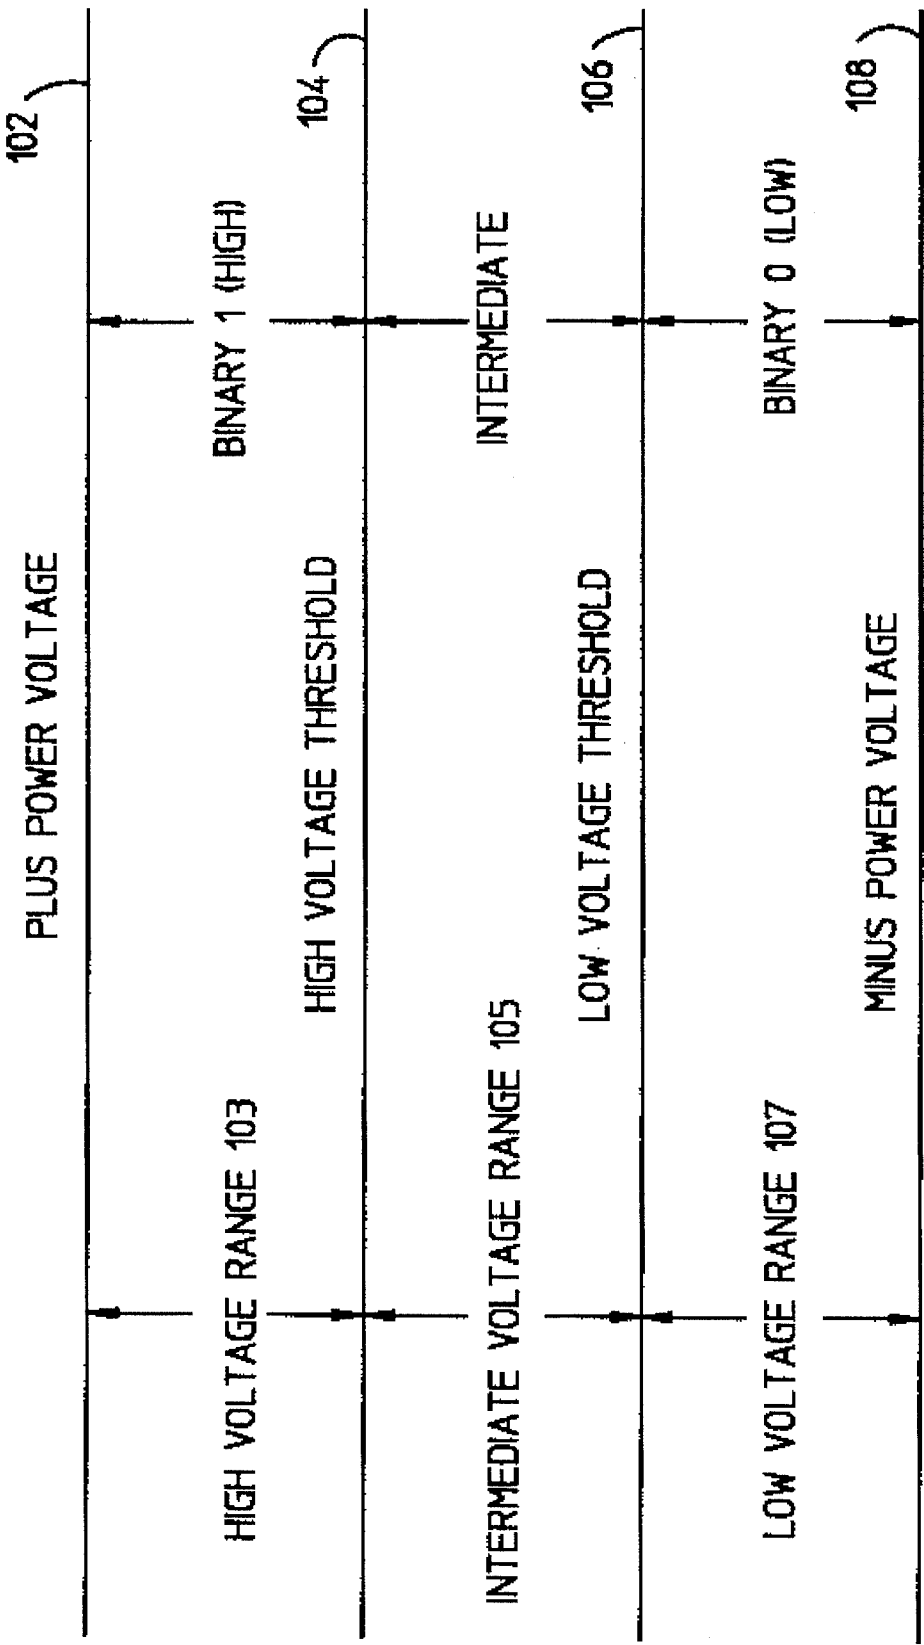 PLUS POWER VOLTAGE
102
HIGH VOLTAGE RANGE 103
BINARY 1 (HIGH)
HIGH VOLTAGE THRESHOLD
104
INTERMEDIATE VOLTAGE RANGE 105
INTERMEDIATE
LOW VOLTAGE THRESHOLD
106
LOW VOLTAGE RANGE 107
BINARY 0 (LOW)
MINUS POWER VOLTAGE
108